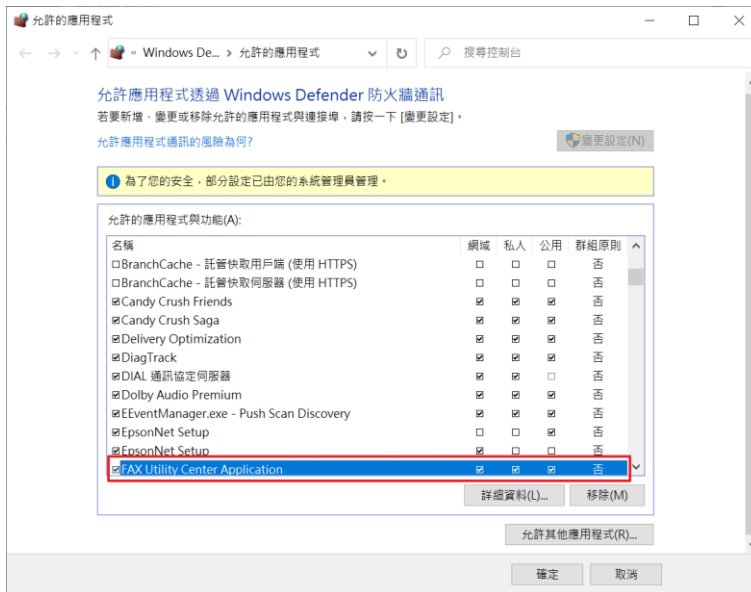 允許的應用程式
« Windows De... › 允許的應用程式
搜尋控制台
允許應用程式透過 Windows Defender 防火牆通訊
若要新增、變更或移除允許的應用程式與連接埠，請按一下 [變更設定]。
允許應用程式通訊的風險為何?
變更設定(N)
為了您的安全，部分設定已由您的系統管理員管理。
允許的應用程式與功能(A):
名稱 網域 私人 公用 群組原則
BranchCache - 託管快取用戶端 (使用 HTTPS) 否
BranchCache - 託管快取伺服器 (使用 HTTPS) 否
Candy Crush Friends 否
Candy Crush Saga 否
Delivery Optimization 否
DiagTrack 否
DIAL 通訊協定伺服器 否
Dolby Audio Premium 否
EEventManager.exe - Push Scan Discovery 否
EpsonNet Setup 否
EpsonNet Setup 否
FAX Utility Center Application 否
詳細資料(L)... 移除(M)
允許其他應用程式(R)...
確定 取消